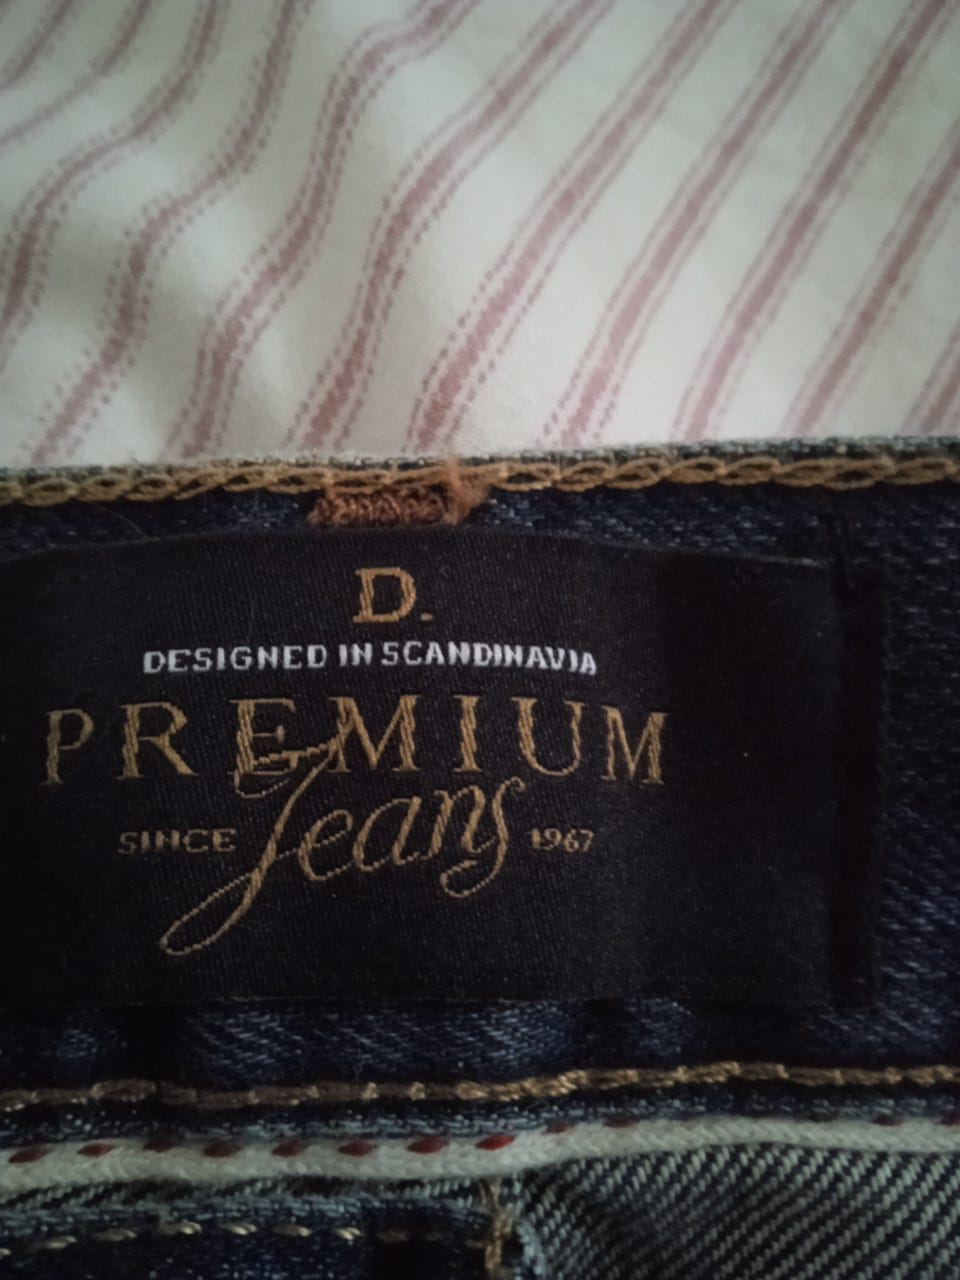 D.
DESIGNED IN SCANDINAVIA
PREMIUM
Jeans
SINCE 1967